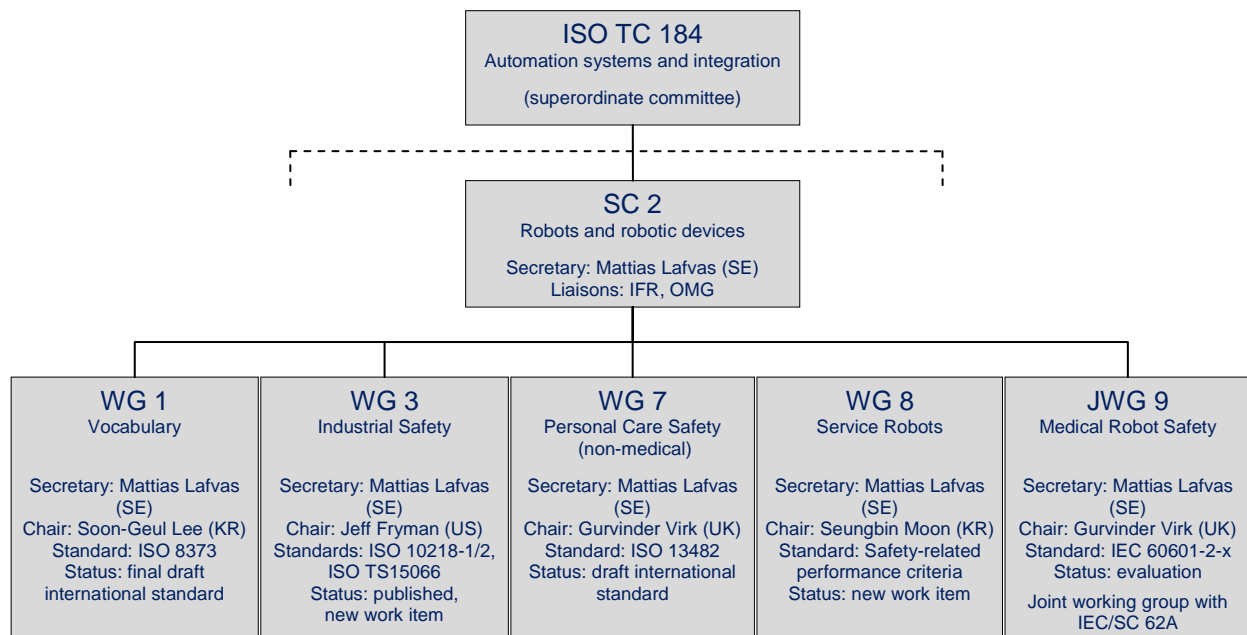 ISO TC 184
Automation systems and integration
(superordinate committee)
SC 2
Robots and robotic devices
Secretary: Mattias Lafvas (SE)
Liaisons: IFR, OMG
WG 1
Vocabulary
Secretary: Mattias Lafvas
(SE)
Chair: Soon-Geul Lee (KR)
Standard: ISO 8373
Status: final draft
international standard
WG 3
Industrial Safety
Secretary: Mattias Lafvas
(SE)
Chair: Jeff Fryman (US)
Standards: ISO 10218-1/2,
ISO TS15066
Status: published,
new work item
WG 7
Personal Care Safety
(non-medical)
Secretary: Mattias Lafvas
(SE)
Chair: Gurvinder Virk (UK)
Standard: ISO 13482
Status: draft international
standard
WG 8
Service Robots
Secretary: Mattias Lafvas
(SE)
Chair: Seungbin Moon (KR)
Standard: Safety-related
performance criteria
Status: new work item
JWG 9
Medical Robot Safety
Secretary: Mattias Lafvas
(SE)
Chair: Gurvinder Virk (UK)
Standard: IEC 60601-2-x
Status: evaluation
Joint working group with
IEC/SC 62A